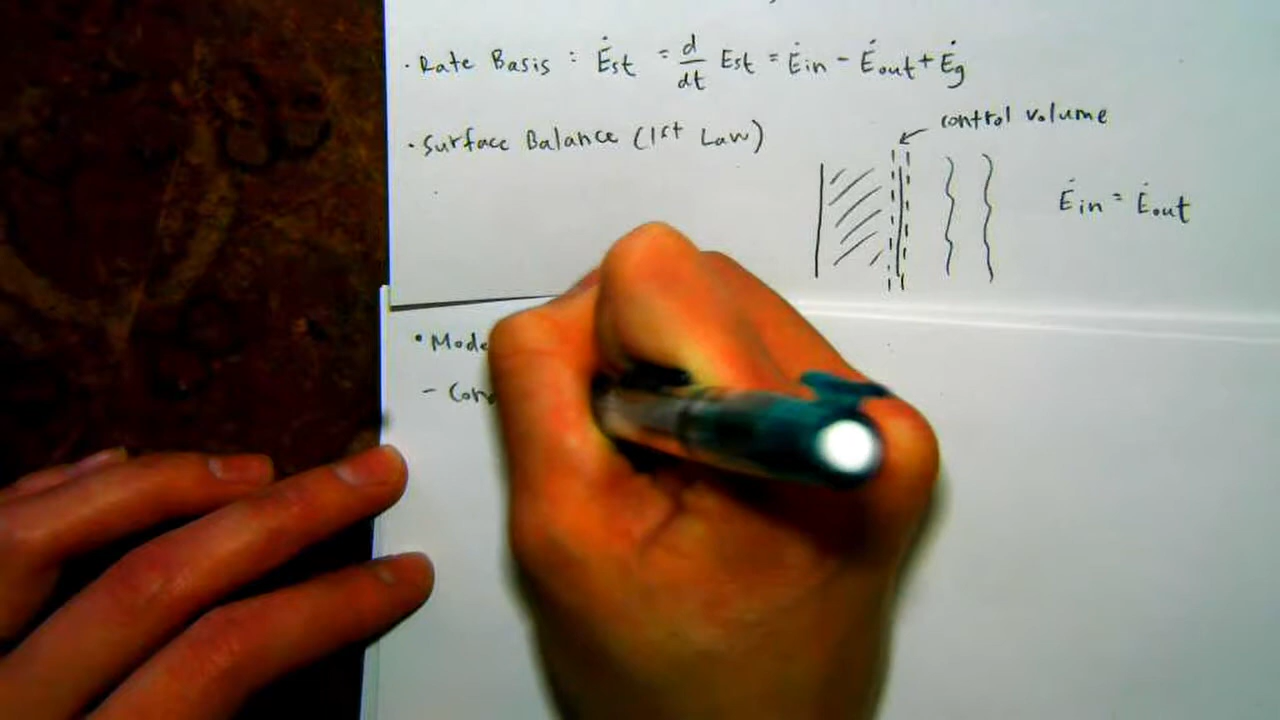 · Rate Basis : Ėst = d/dt Est = Ėin - Ėout + Ėg
control volume
· Surface Balance (1st Law)
Ėin = Ėout